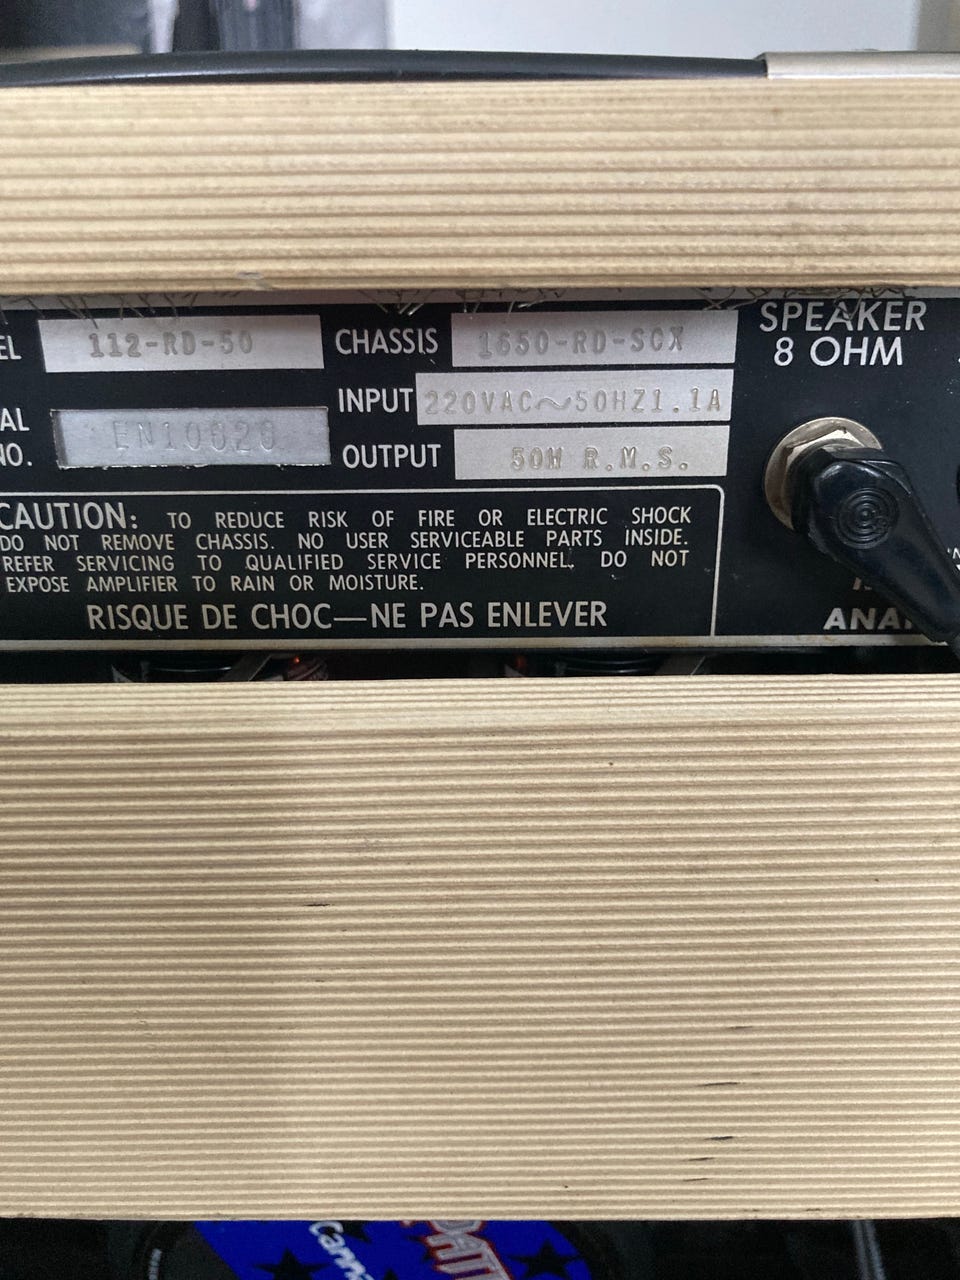 EL 112-RD-50
CHASSIS 1650-RD-SOX
SPEAKER
8 OHM
INPUT 220VAC~50HZ1.1A
AL
NO.
OUTPUT 50W R.M.S.
CAUTION: TO REDUCE RISK OF FIRE OR ELECTRIC SHOCK
DO NOT REMOVE CHASSIS. NO USER SERVICEABLE PARTS INSIDE.
REFER SERVICING TO QUALIFIED SERVICE PERSONNEL. DO NOT
EXPOSE AMPLIFIER TO RAIN OR MOISTURE.
RISQUE DE CHOC—NE PAS ENLEVER
ANA
Canna